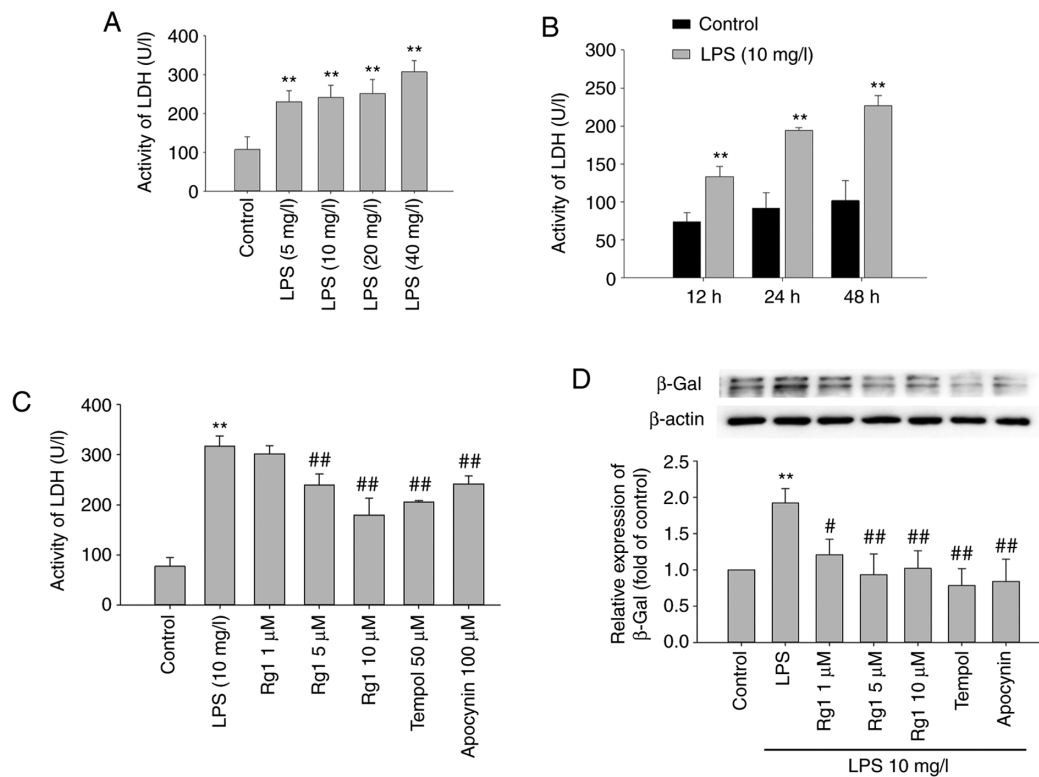 A
Activity of LDH (U/l)
400
300
200
100
0
**
**
**
**
Control
LPS (5 mg/l)
LPS (10 mg/l)
LPS (20 mg/l)
LPS (40 mg/l)
B
Control
LPS (10 mg/l)
Activity of LDH (U/l)
300
250
200
150
100
50
0
**
**
**
12 h
24 h
48 h
C
Activity of LDH (U/l)
400
300
200
100
0
**
##
##
##
##
Control
LPS (10 mg/l)
Rg1 1 μM
Rg1 5 μM
Rg1 10 μM
Tempol 50 μM
Apocynin 100 μM
D
β-Gal
β-actin
Relative expression of
β-Gal (fold of control)
2.5
2.0
1.5
1.0
0.5
0.0
**
#
##
##
##
##
Control
LPS
Rg1 1 μM
Rg1 5 μM
Rg1 10 μM
Tempol
Apocynin
LPS 10 mg/l